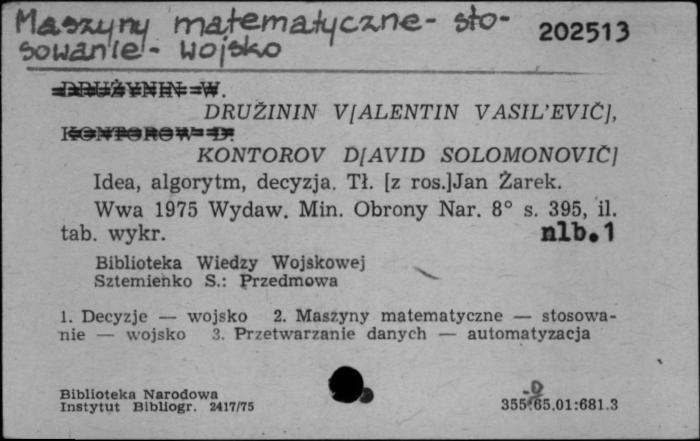 Maszyny matematyczne - sto-
sowanie - wojsko
202513
DRUŻYNIN W.
DRUŽININ V[ALENTIN VASIL'EVIČ],
KONTOROW D.
KONTOROV D[AVID SOLOMONOVIČ]
Idea, algorytm, decyzja. Tł. [z ros.]Jan Żarek.
Wwa 1975 Wydaw. Min. Obrony Nar. 8° s. 395, il.
tab. wykr. nlb.1
Biblioteka Wiedzy Wojskowej
Sztemienko S.: Przedmowa
1. Decyzje — wojsko 2. Maszyny matematyczne — stosowa-
nie — wojsko 3. Przetwarzanie danych — automatyzacja
Biblioteka Narodowa
Instytut Bibliogr. 2417/75
355.65.01:681.3